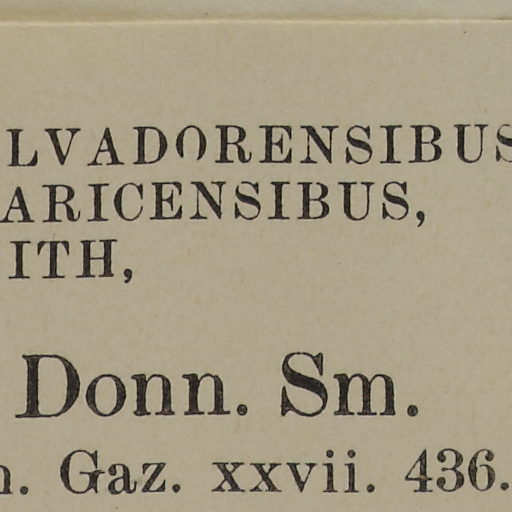 LVADORENSIBUS
ARICENSIBUS,
ITH,
Donn. Sm.
n. Gaz. xxvii. 436.